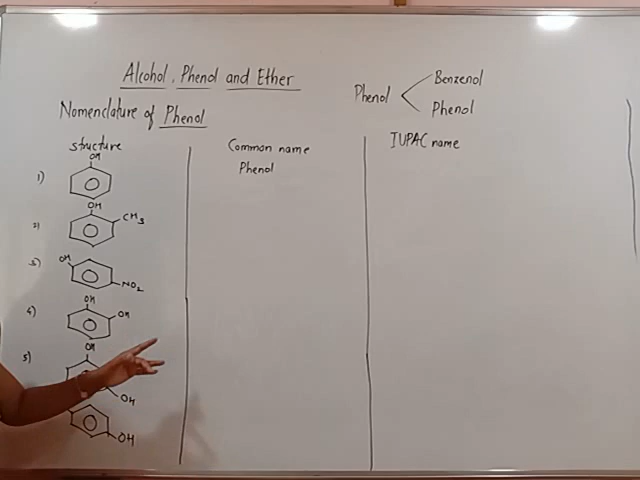 Alcohol, Phenol and Ether
Phenol
Benzenol
Phenol
Nomenclature of Phenol
structure
Common name
IUPAC name
1)
OH
Phenol
2)
OH
CH3
3)
OH
NO2
4)
OH
OH
5)
OH
OH
OH